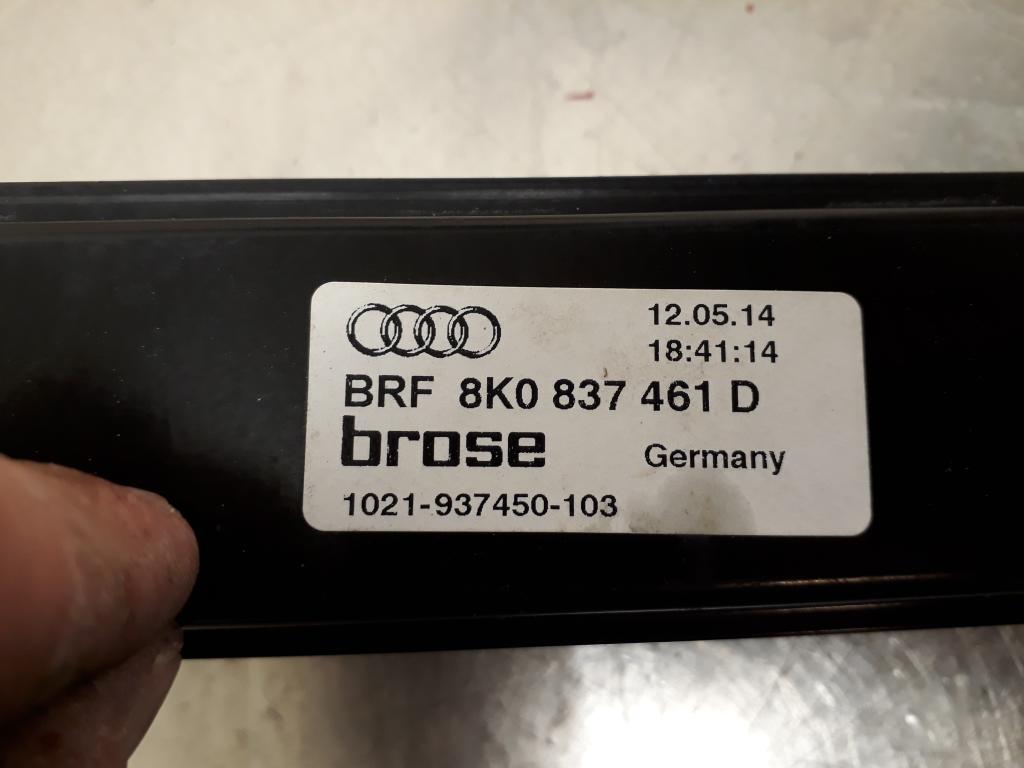 12.05.14
18:41:14
BRF 8K0 837 461 D
brose Germany
1021-937450-103